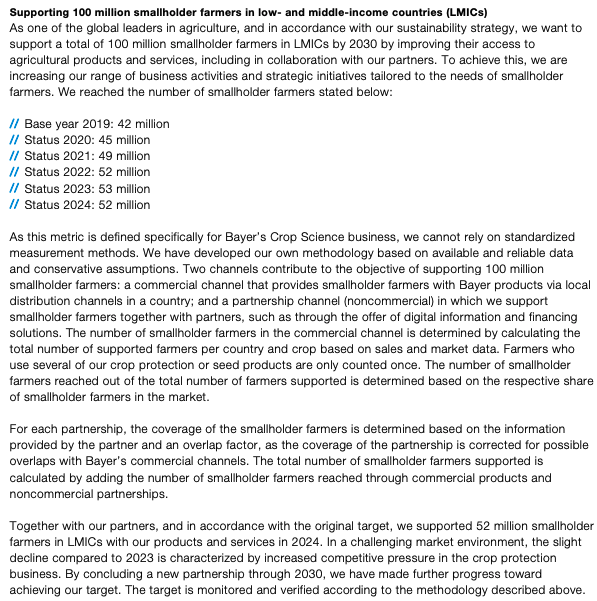 Supporting 100 million smallholder farmers in low- and middle-income countries (LMICs)
As one of the global leaders in agriculture, and in accordance with our sustainability strategy, we want to
support a total of 100 million smallholder farmers in LMICs by 2030 by improving their access to
agricultural products and services, including in collaboration with our partners. To achieve this, we are
increasing our range of business activities and strategic initiatives tailored to the needs of smallholder
farmers. We reached the number of smallholder farmers stated below:
// Base year 2019: 42 million
// Status 2020: 45 million
// Status 2021: 49 million
// Status 2022: 52 million
// Status 2023: 53 million
// Status 2024: 52 million
As this metric is defined specifically for Bayer's Crop Science business, we cannot rely on standardized
measurement methods. We have developed our own methodology based on available and reliable data
and conservative assumptions. Two channels contribute to the objective of supporting 100 million
smallholder farmers: a commercial channel that provides smallholder farmers with Bayer products via local
distribution channels in a country; and a partnership channel (noncommercial) in which we support
smallholder farmers together with partners, such as through the offer of digital information and financing
solutions. The number of smallholder farmers in the commercial channel is determined by calculating the
total number of supported farmers per country and crop based on sales and market data. Farmers who
use several of our crop protection or seed products are only counted once. The number of smallholder
farmers reached out of the total number of farmers supported is determined based on the respective share
of smallholder farmers in the market.
For each partnership, the coverage of the smallholder farmers is determined based on the information
provided by the partner and an overlap factor, as the coverage of the partnership is corrected for possible
overlaps with Bayer's commercial channels. The total number of smallholder farmers supported is
calculated by adding the number of smallholder farmers reached through commercial products and
noncommercial partnerships.
Together with our partners, and in accordance with the original target, we supported 52 million smallholder
farmers in LMICs with our products and services in 2024. In a challenging market environment, the slight
decline compared to 2023 is characterized by increased competitive pressure in the crop protection
business. By concluding a new partnership through 2030, we have made further progress toward
achieving our target. The target is monitored and verified according to the methodology described above.